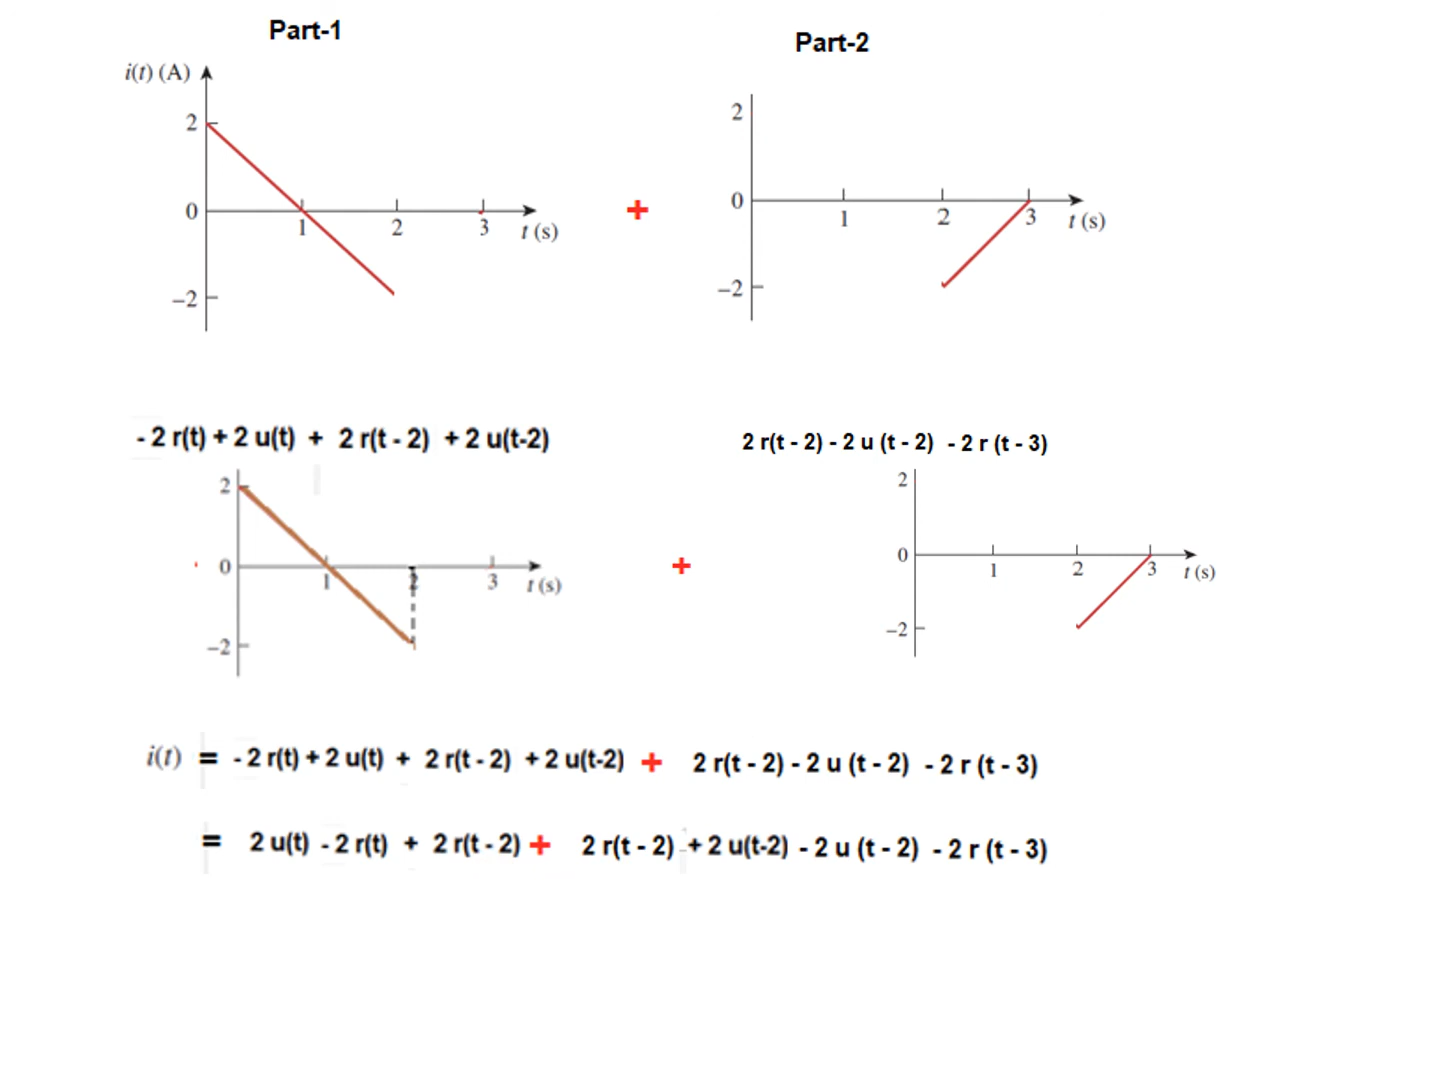 Part-1
Part-2
i(t) (A)
2
0
1
2
3
t (s)
−2
+
2
0
1
2
3
t (s)
−2
- 2 r(t) + 2 u(t) + 2 r(t - 2) + 2 u(t-2)
2 r(t - 2) - 2 u (t - 2) - 2 r (t - 3)
2
0
1
2
3
t (s)
−2
+
2
0
1
2
3
t (s)
−2
i(t) = - 2 r(t) + 2 u(t) + 2 r(t - 2) + 2 u(t-2) + 2 r(t - 2) - 2 u (t - 2) - 2 r (t - 3)
= 2 u(t) - 2 r(t) + 2 r(t - 2) + 2 r(t - 2) + 2 u(t-2) - 2 u (t - 2) - 2 r (t - 3)